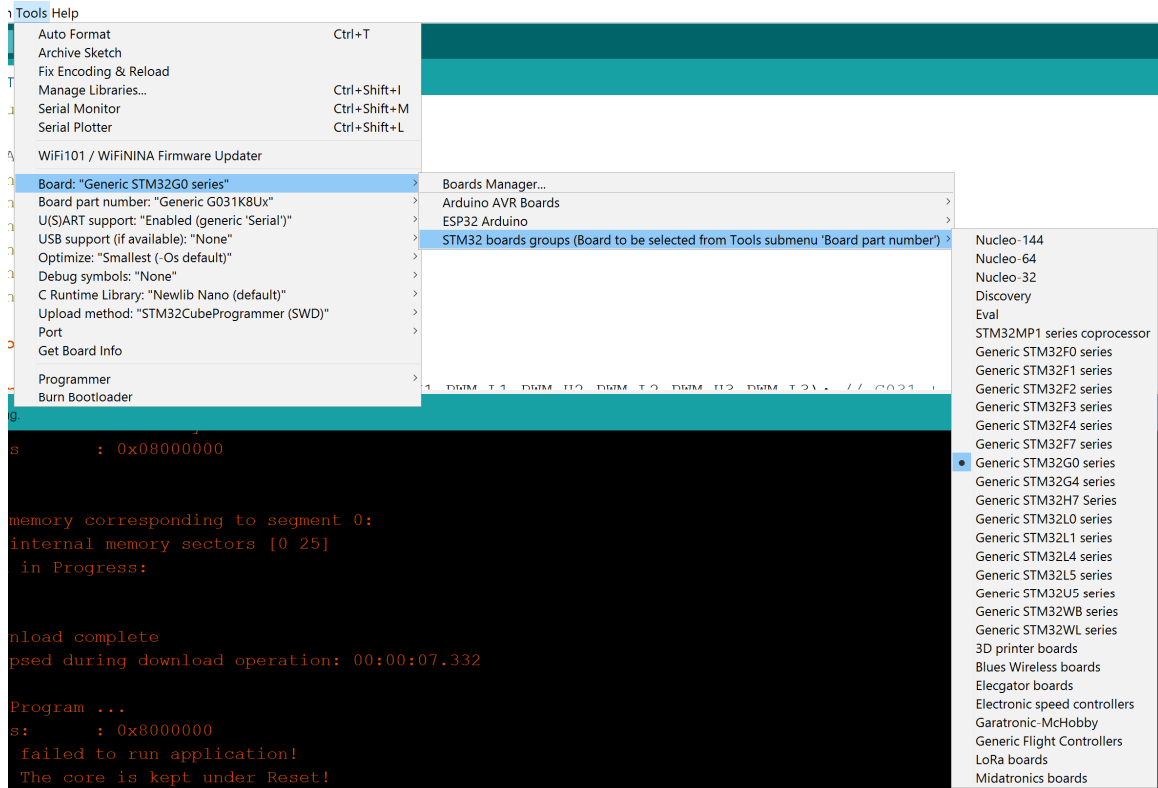 Tools Help
Auto Format Ctrl+T
Archive Sketch
Fix Encoding & Reload
Manage Libraries... Ctrl+Shift+I
Serial Monitor Ctrl+Shift+M
Serial Plotter Ctrl+Shift+L
WiFi101 / WiFiNINA Firmware Updater
Board: "Generic STM32G0 series"
Board part number: "Generic G031K8Ux"
U(S)ART support: "Enabled (generic 'Serial')"
USB support (if available): "None"
Optimize: "Smallest (-Os default)"
Debug symbols: "None"
C Runtime Library: "Newlib Nano (default)"
Upload method: "STM32CubeProgrammer (SWD)"
Port
Get Board Info
Programmer
Burn Bootloader
Boards Manager...
Arduino AVR Boards
ESP32 Arduino
STM32 boards groups (Board to be selected from Tools submenu 'Board part number')
Nucleo-144
Nucleo-64
Nucleo-32
Discovery
Eval
STM32MP1 series coprocessor
Generic STM32F0 series
Generic STM32F1 series
Generic STM32F2 series
Generic STM32F3 series
Generic STM32F4 series
Generic STM32F7 series
Generic STM32G0 series
Generic STM32G4 series
Generic STM32H7 Series
Generic STM32L0 series
Generic STM32L1 series
Generic STM32L4 series
Generic STM32L5 series
Generic STM32U5 series
Generic STM32WB series
Generic STM32WL series
3D printer boards
Blues Wireless boards
Elecgator boards
Electronic speed controllers
Garatronic-McHobby
Generic Flight Controllers
LoRa boards
Midatronics boards
PWM_L1, PWM_H2, PWM_L2, PWM_H3, PWM_L3); // G031
g.
s : 0x08000000
memory corresponding to segment 0:
internal memory sectors [0 25]
in Progress:
nload complete
psed during download operation: 00:00:07.332
Program ...
s: : 0x8000000
failed to run application!
The core is kept under Reset!